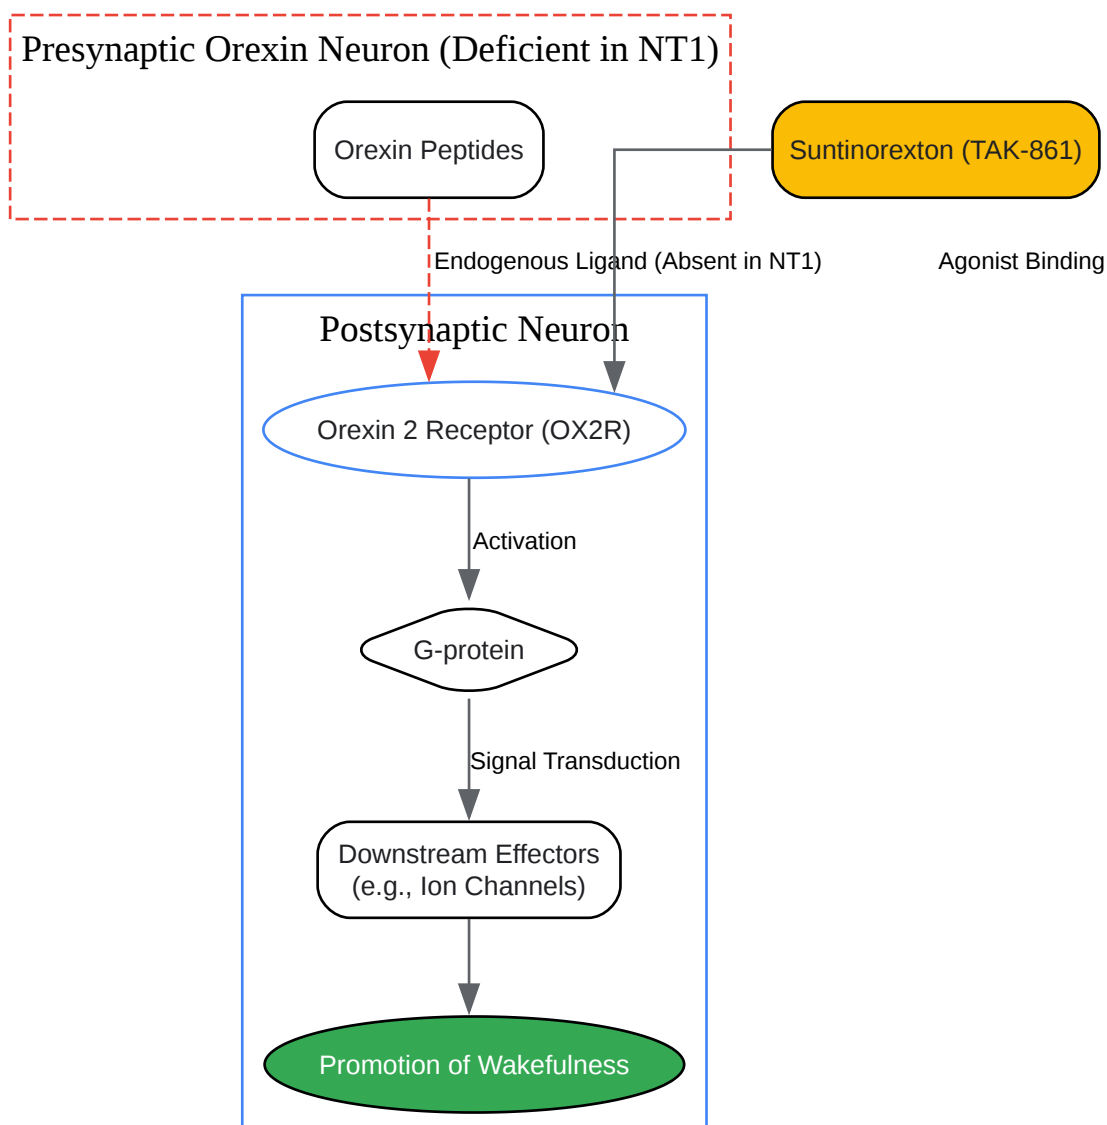 Presynaptic Orexin Neuron (Deficient in NT1)
Orexin Peptides
Suntinorexton (TAK-861)
Endogenous Ligand (Absent in NT1)
Agonist Binding
Postsynaptic Neuron
Orexin 2 Receptor (OX2R)
Activation
G-protein
Signal Transduction
Downstream Effectors
(e.g., Ion Channels)
Promotion of Wakefulness